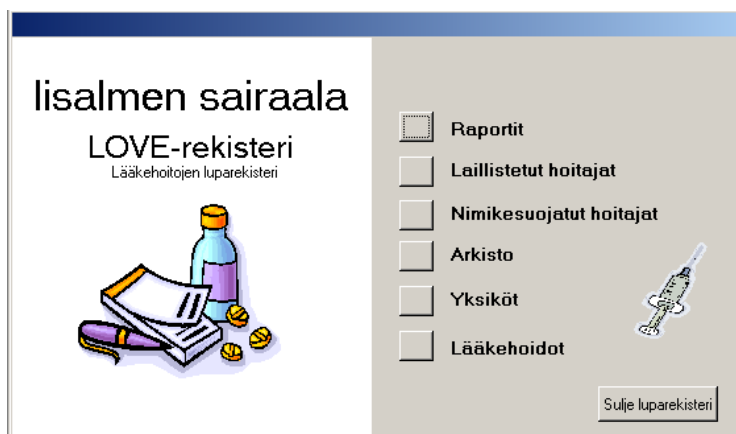 Iisalmen sairaala
LOVE-rekisteri
Lääkehoitojen luparekisteri
Raportit
Laillistetut hoitajat
Nimikesuojatut hoitajat
Arkisto
Yksiköt
Lääkehoidot
Sulje luparekisteri